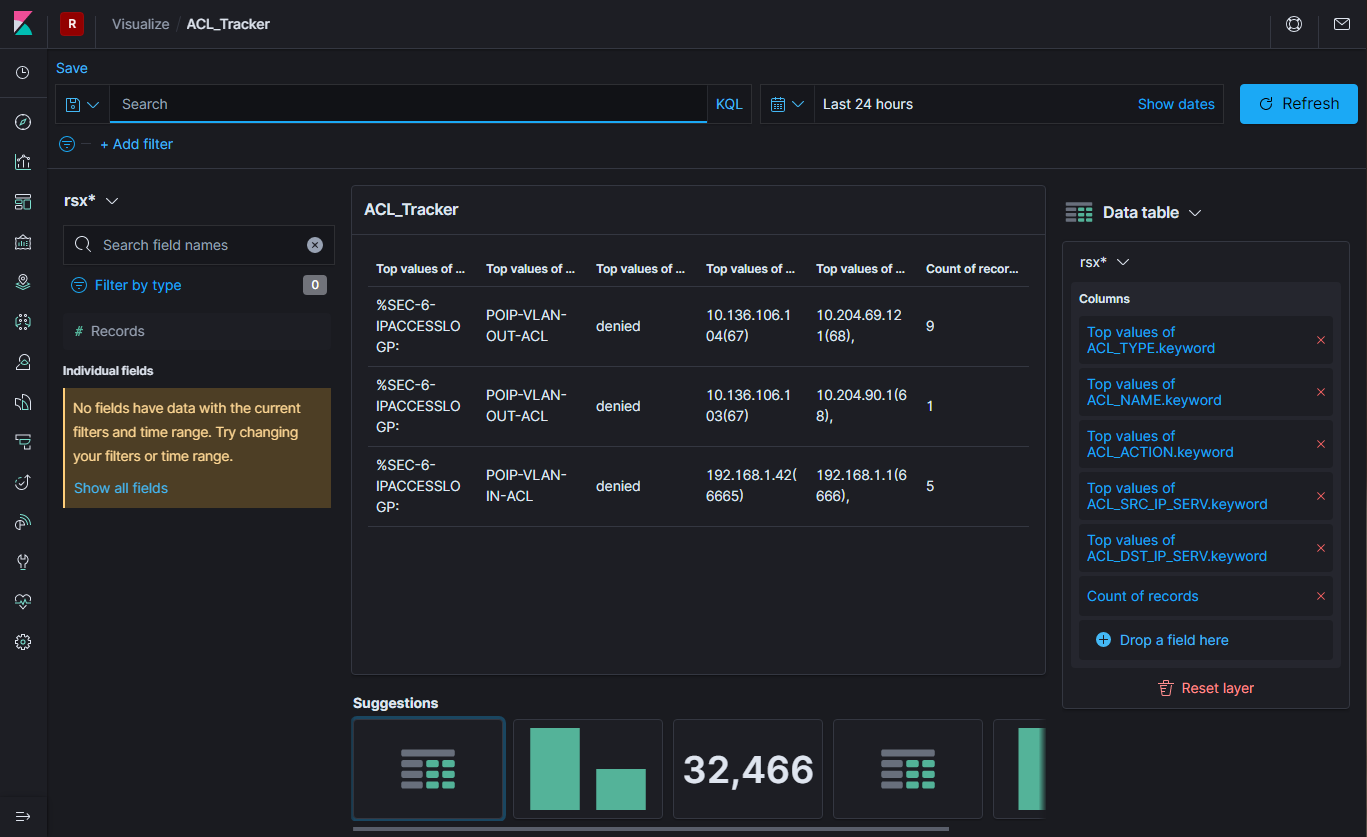 R
Visualize / ACL_Tracker
Save
Search
KQL
Last 24 hours
Show dates
Refresh
+ Add filter
rsx*
Search field names
Filter by type
0
# Records
Individual fields
No fields have data with the current
filters and time range. Try changing
your filters or time range.
Show all fields
ACL_Tracker
Top values of ... Top values of ... Top values of ... Top values of ... Top values of ... Count of recor...
%SEC-6-
IPACCESSLO
GP:
POIP-VLAN-
OUT-ACL
denied
10.136.106.1
04(67)
10.204.69.12
1(68),
9
%SEC-6-
IPACCESSLO
GP:
POIP-VLAN-
OUT-ACL
denied
10.136.106.1
03(67)
10.204.90.1(6
8),
1
%SEC-6-
IPACCESSLO
GP:
POIP-VLAN-
IN-ACL
denied
192.168.1.42(
6665)
192.168.1.1(6
666),
5
Suggestions
32,466
Data table
rsx*
Columns
Top values of
ACL_TYPE.keyword
Top values of
ACL_NAME.keyword
Top values of
ACL_ACTION.keyword
Top values of
ACL_SRC_IP_SERV.keyword
Top values of
ACL_DST_IP_SERV.keyword
Count of records
Drop a field here
Reset layer